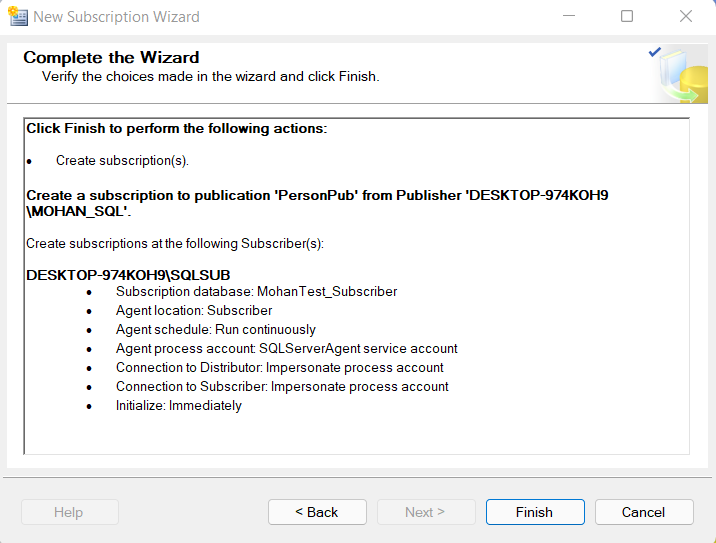 New Subscription Wizard
Complete the Wizard
Verify the choices made in the wizard and click Finish.
Click Finish to perform the following actions:
• Create subscription(s).
Create a subscription to publication 'PersonPub' from Publisher 'DESKTOP-974KOH9
\MOHAN_SQL'.
Create subscriptions at the following Subscriber(s):
DESKTOP-974KOH9\SQLSUB
• Subscription database: MohanTest_Subscriber
• Agent location: Subscriber
• Agent schedule: Run continuously
• Agent process account: SQLServerAgent service account
• Connection to Distributor: Impersonate process account
• Connection to Subscriber: Impersonate process account
• Initialize: Immediately
Help < Back Next > Finish Cancel